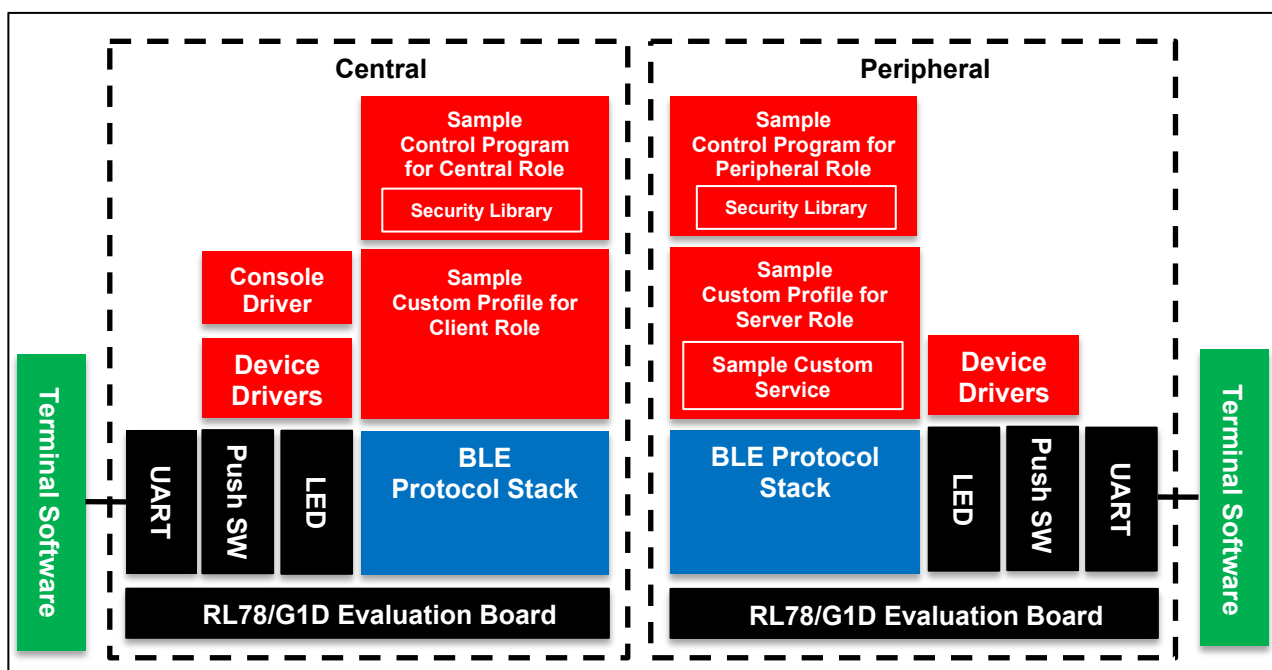 Central
Sample
Control Program
for Central Role
Security Library
Console
Driver
Sample
Custom Profile for
Client Role
Device
Drivers
Terminal Software
UART
Push SW
LED
BLE
Protocol Stack
RL78/G1D Evaluation Board
Peripheral
Sample
Control Program for
Peripheral Role
Security Library
Sample
Custom Profile for
Server Role
Sample Custom
Service
Device
Drivers
BLE Protocol
Stack
LED
Push SW
UART
Terminal Software
RL78/G1D Evaluation Board